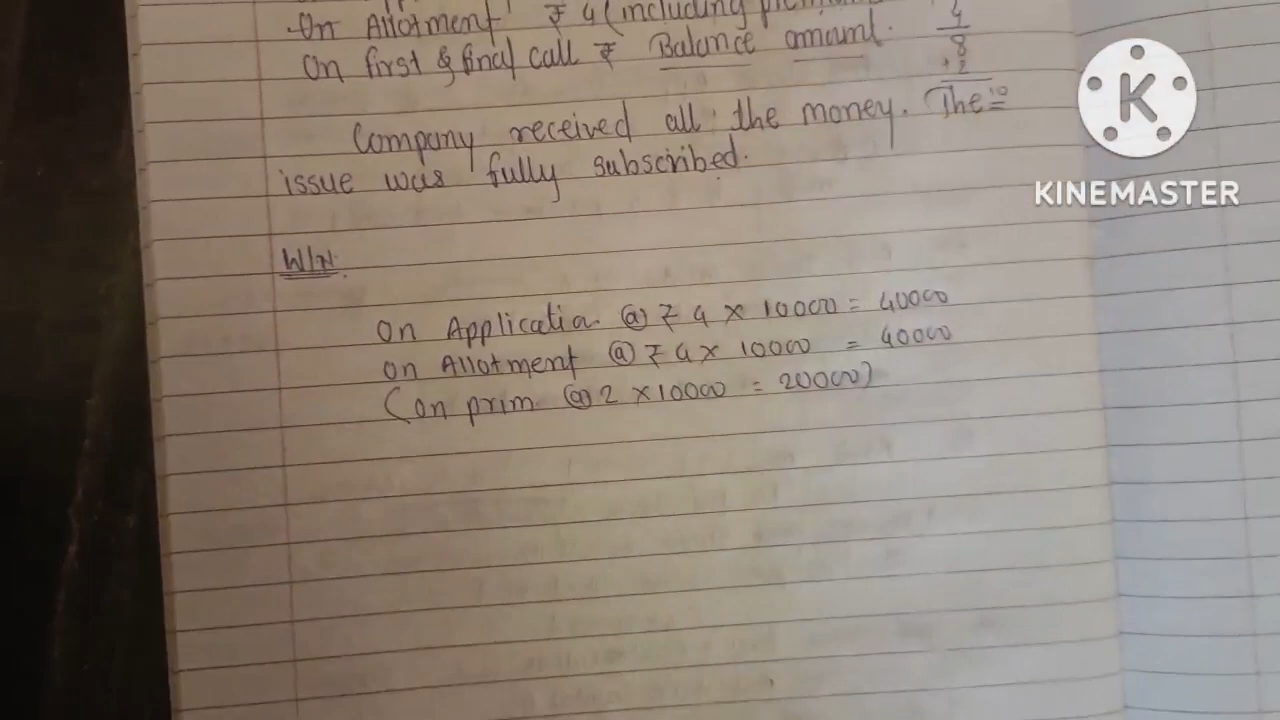 On Allotment ₹ 4 (including
4
On first & final call ₹ Balance amount.
8
+2
10
Company received all the money. The
issue was fully subscribed.
K
KINEMASTER
W/N.
On Applicatia. @ ₹ 4 × 10000 = 40000
on Allotment @ ₹ 4 × 10000 = 40000
(on prim. @ 2 × 10000 = 20000)